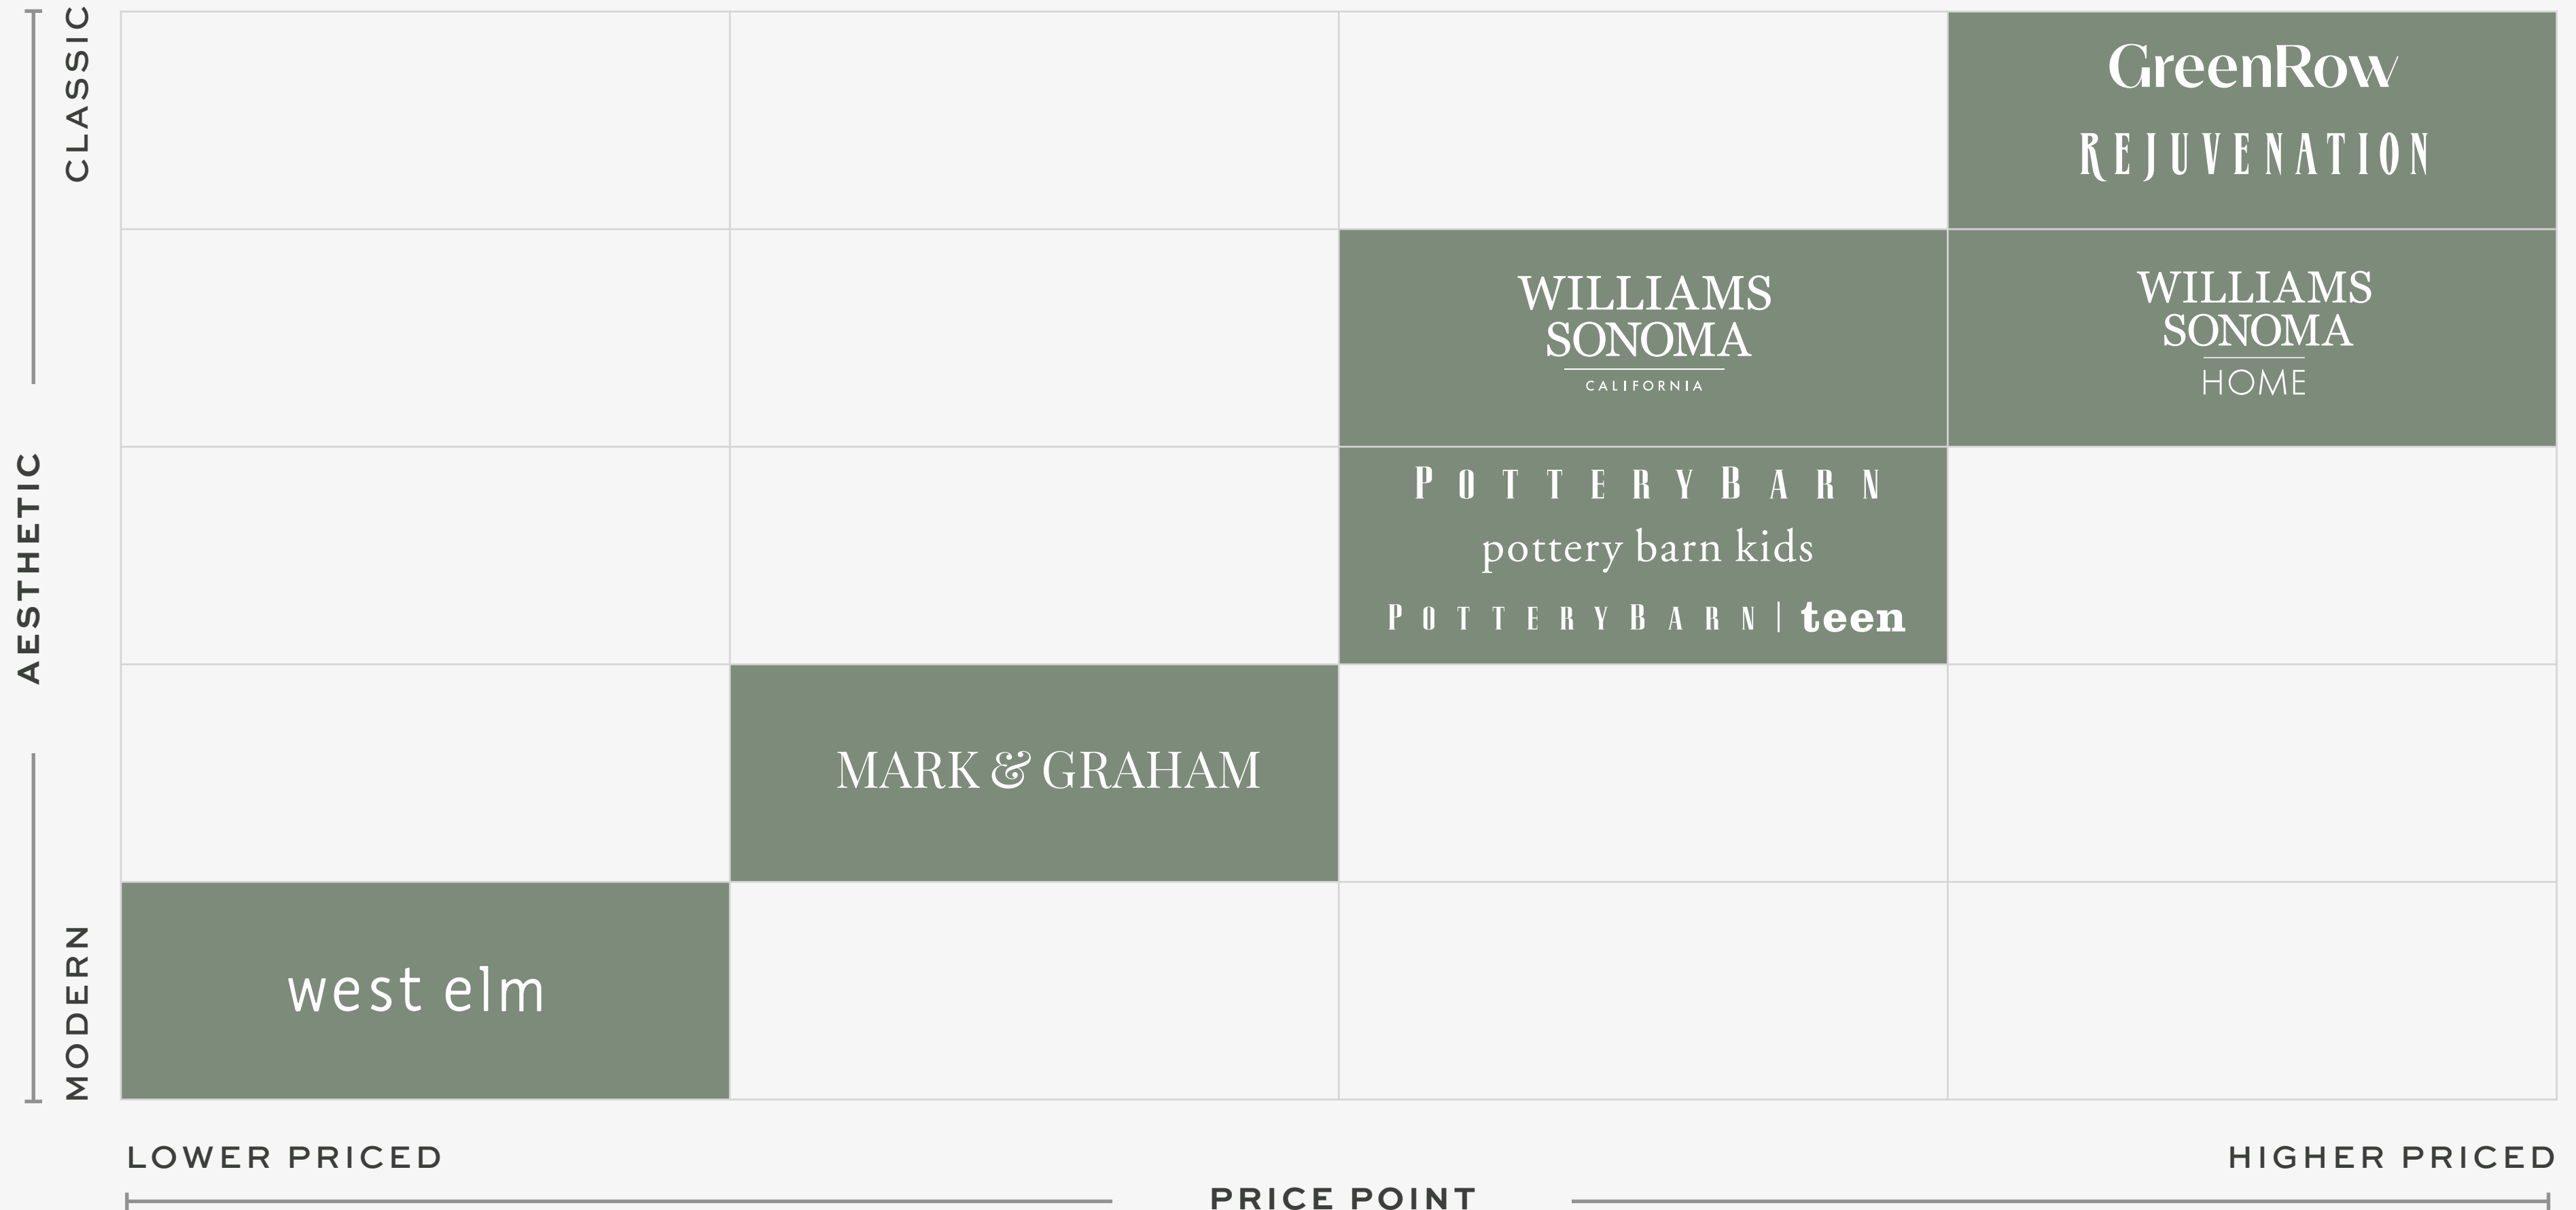 CLASSIC
GreenRow
REJUVENATION
WILLIAMS
SONOMA
CALIFORNIA
WILLIAMS
SONOMA
HOME
AESTHETIC
POTTERY BARN
pottery barn kids
POTTERY BARN | teen
MARK & GRAHAM
MODERN
west elm
LOWER PRICED
HIGHER PRICED
PRICE POINT